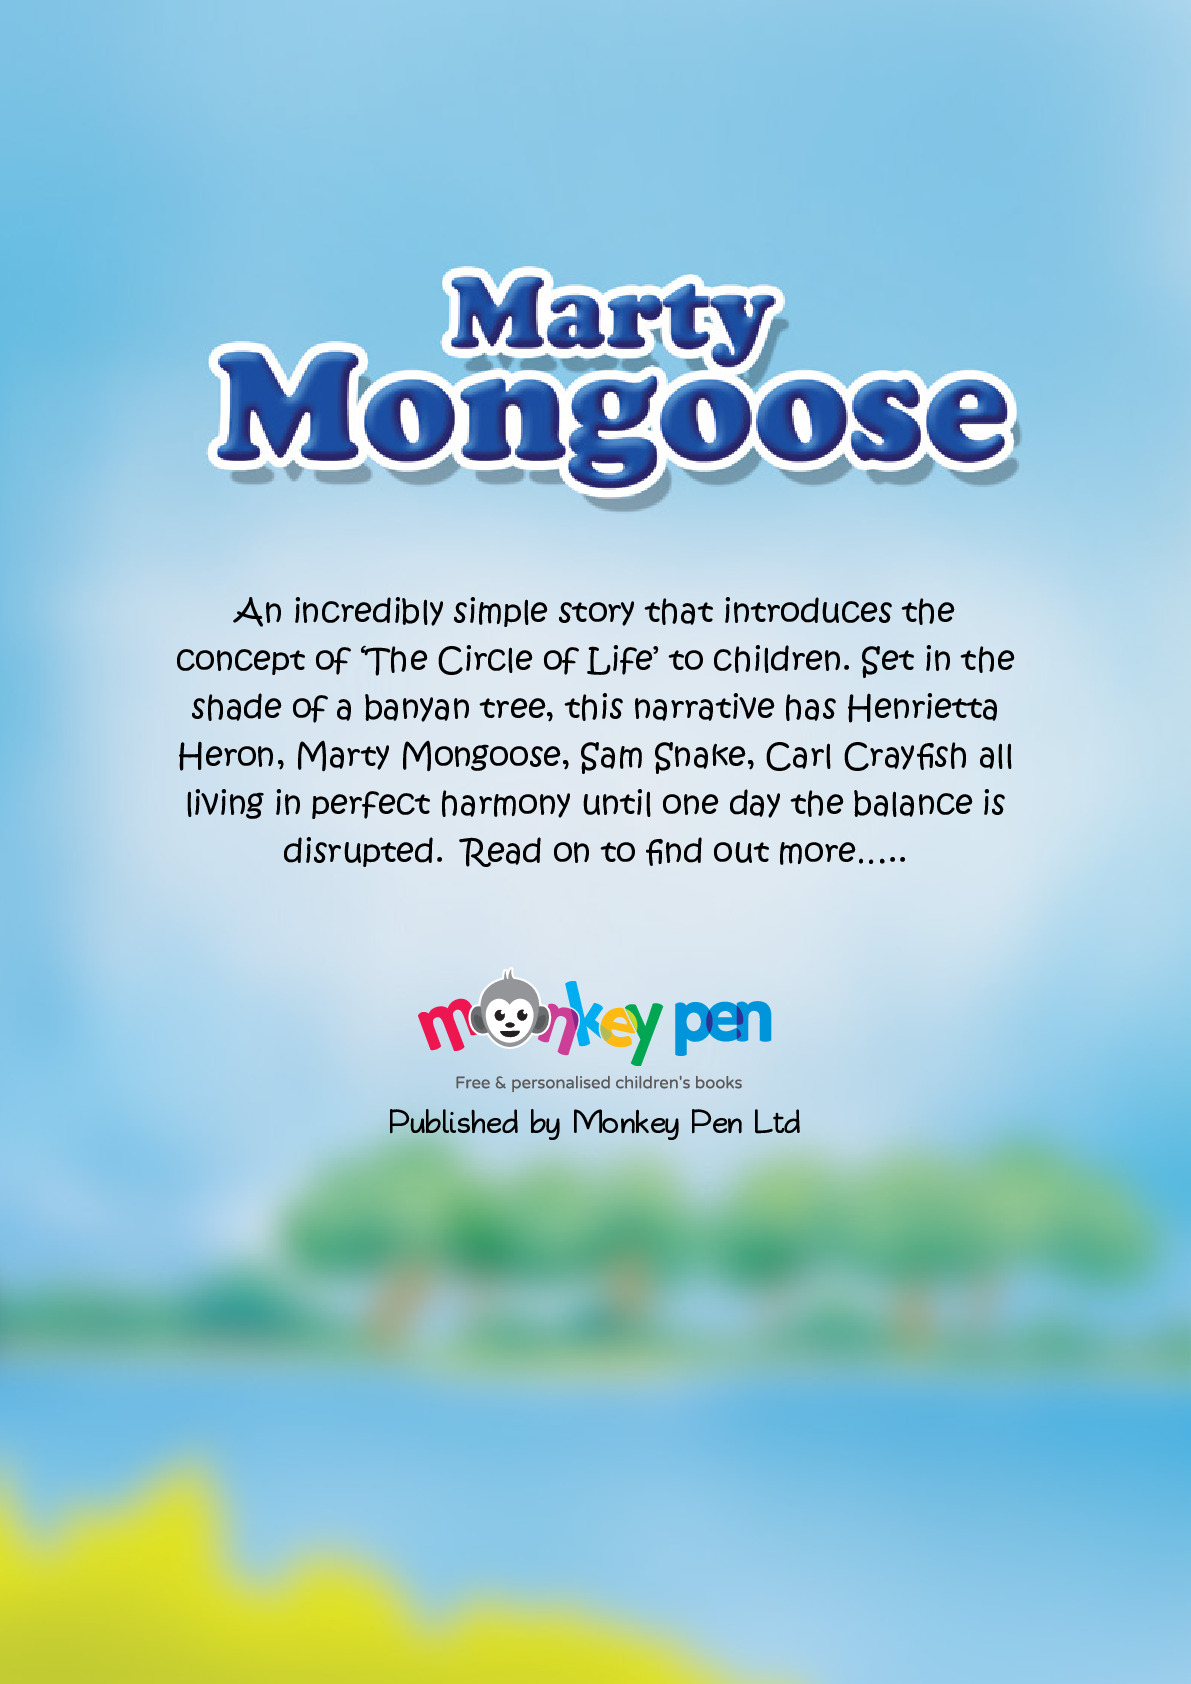 Marty
Mongoose
An incredibly simple story that introduces the
concept of ‘The Circle of Life’ to children. Set in the
shade of a banyan tree, this narrative has Henrietta
Heron, Marty Mongoose, Sam Snake, Carl Crayfish all
living in perfect harmony until one day the balance is
disrupted.  Read on to find out more.....
monkey pen
Free & personalised children's books
Published by Monkey Pen Ltd